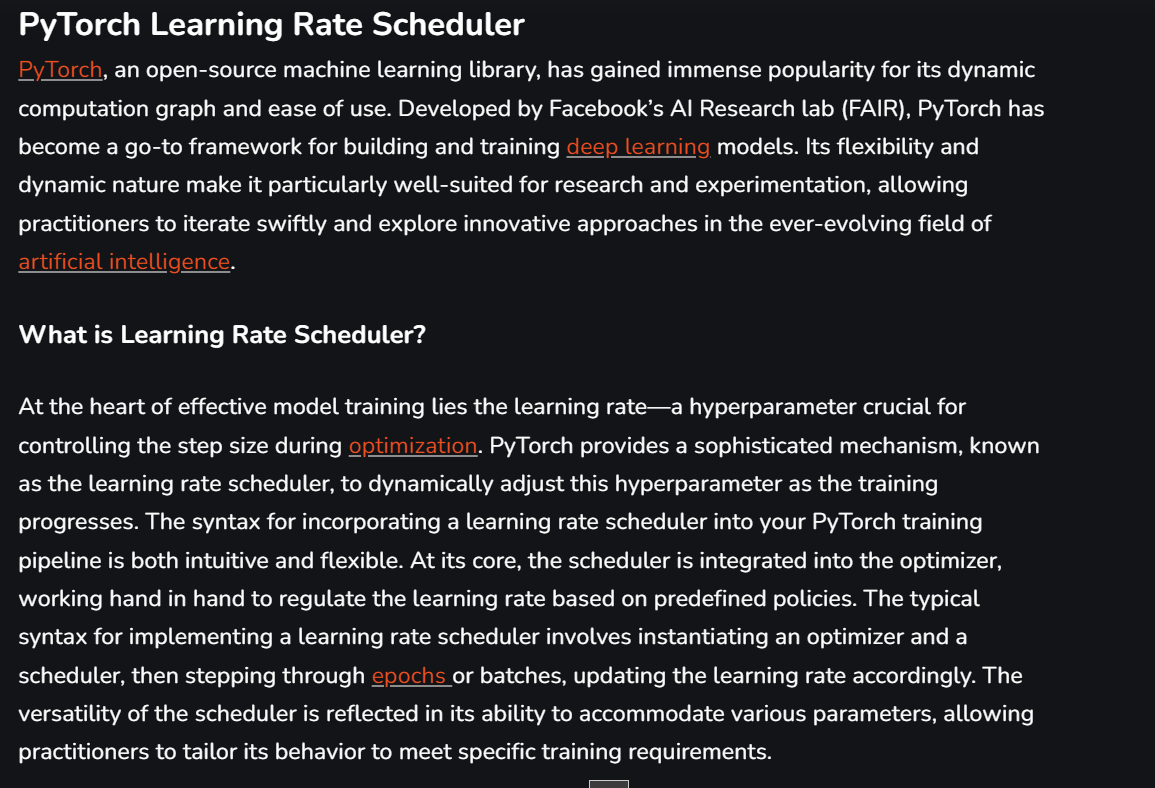 PyTorch Learning Rate Scheduler
PyTorch, an open-source machine learning library, has gained immense popularity for its dynamic
computation graph and ease of use. Developed by Facebook’s AI Research lab (FAIR), PyTorch has
become a go-to framework for building and training deep learning models. Its flexibility and
dynamic nature make it particularly well-suited for research and experimentation, allowing
practitioners to iterate swiftly and explore innovative approaches in the ever-evolving field of
artificial intelligence.
What is Learning Rate Scheduler?
At the heart of effective model training lies the learning rate—a hyperparameter crucial for
controlling the step size during optimization. PyTorch provides a sophisticated mechanism, known
as the learning rate scheduler, to dynamically adjust this hyperparameter as the training
progresses. The syntax for incorporating a learning rate scheduler into your PyTorch training
pipeline is both intuitive and flexible. At its core, the scheduler is integrated into the optimizer,
working hand in hand to regulate the learning rate based on predefined policies. The typical
syntax for implementing a learning rate scheduler involves instantiating an optimizer and a
scheduler, then stepping through epochs or batches, updating the learning rate accordingly. The
versatility of the scheduler is reflected in its ability to accommodate various parameters, allowing
practitioners to tailor its behavior to meet specific training requirements.